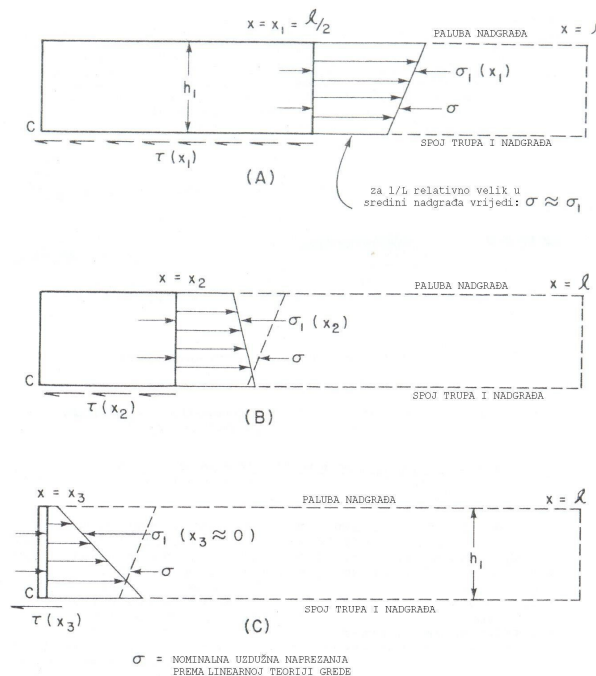 x = x₁ = ℓ/2
PALUBA NADGRAĐA
x = ℓ
h₁
σ₁ (x₁)
σ
C
τ (x₁)
SPOJ TRUPA I NADGRAĐA
(A)
za l/L relativno velik u
sredini nadgrađa vrijedi: σ ≈ σ₁
x = x₂
PALUBA NADGRAĐA
x = ℓ
σ₁ (x₂)
σ
C
τ (x₂)
SPOJ TRUPA I NADGRAĐA
(B)
x = x₃
PALUBA NADGRAĐA
x = ℓ
σ₁ (x₃ ≈ 0)
σ
h₁
C
τ (x₃)
SPOJ TRUPA I NADGRAĐA
(C)
σ = NOMINALNA UZDUŽNA NAPREZANJA
PREMA LINEARNOJ TEORIJI GREDE